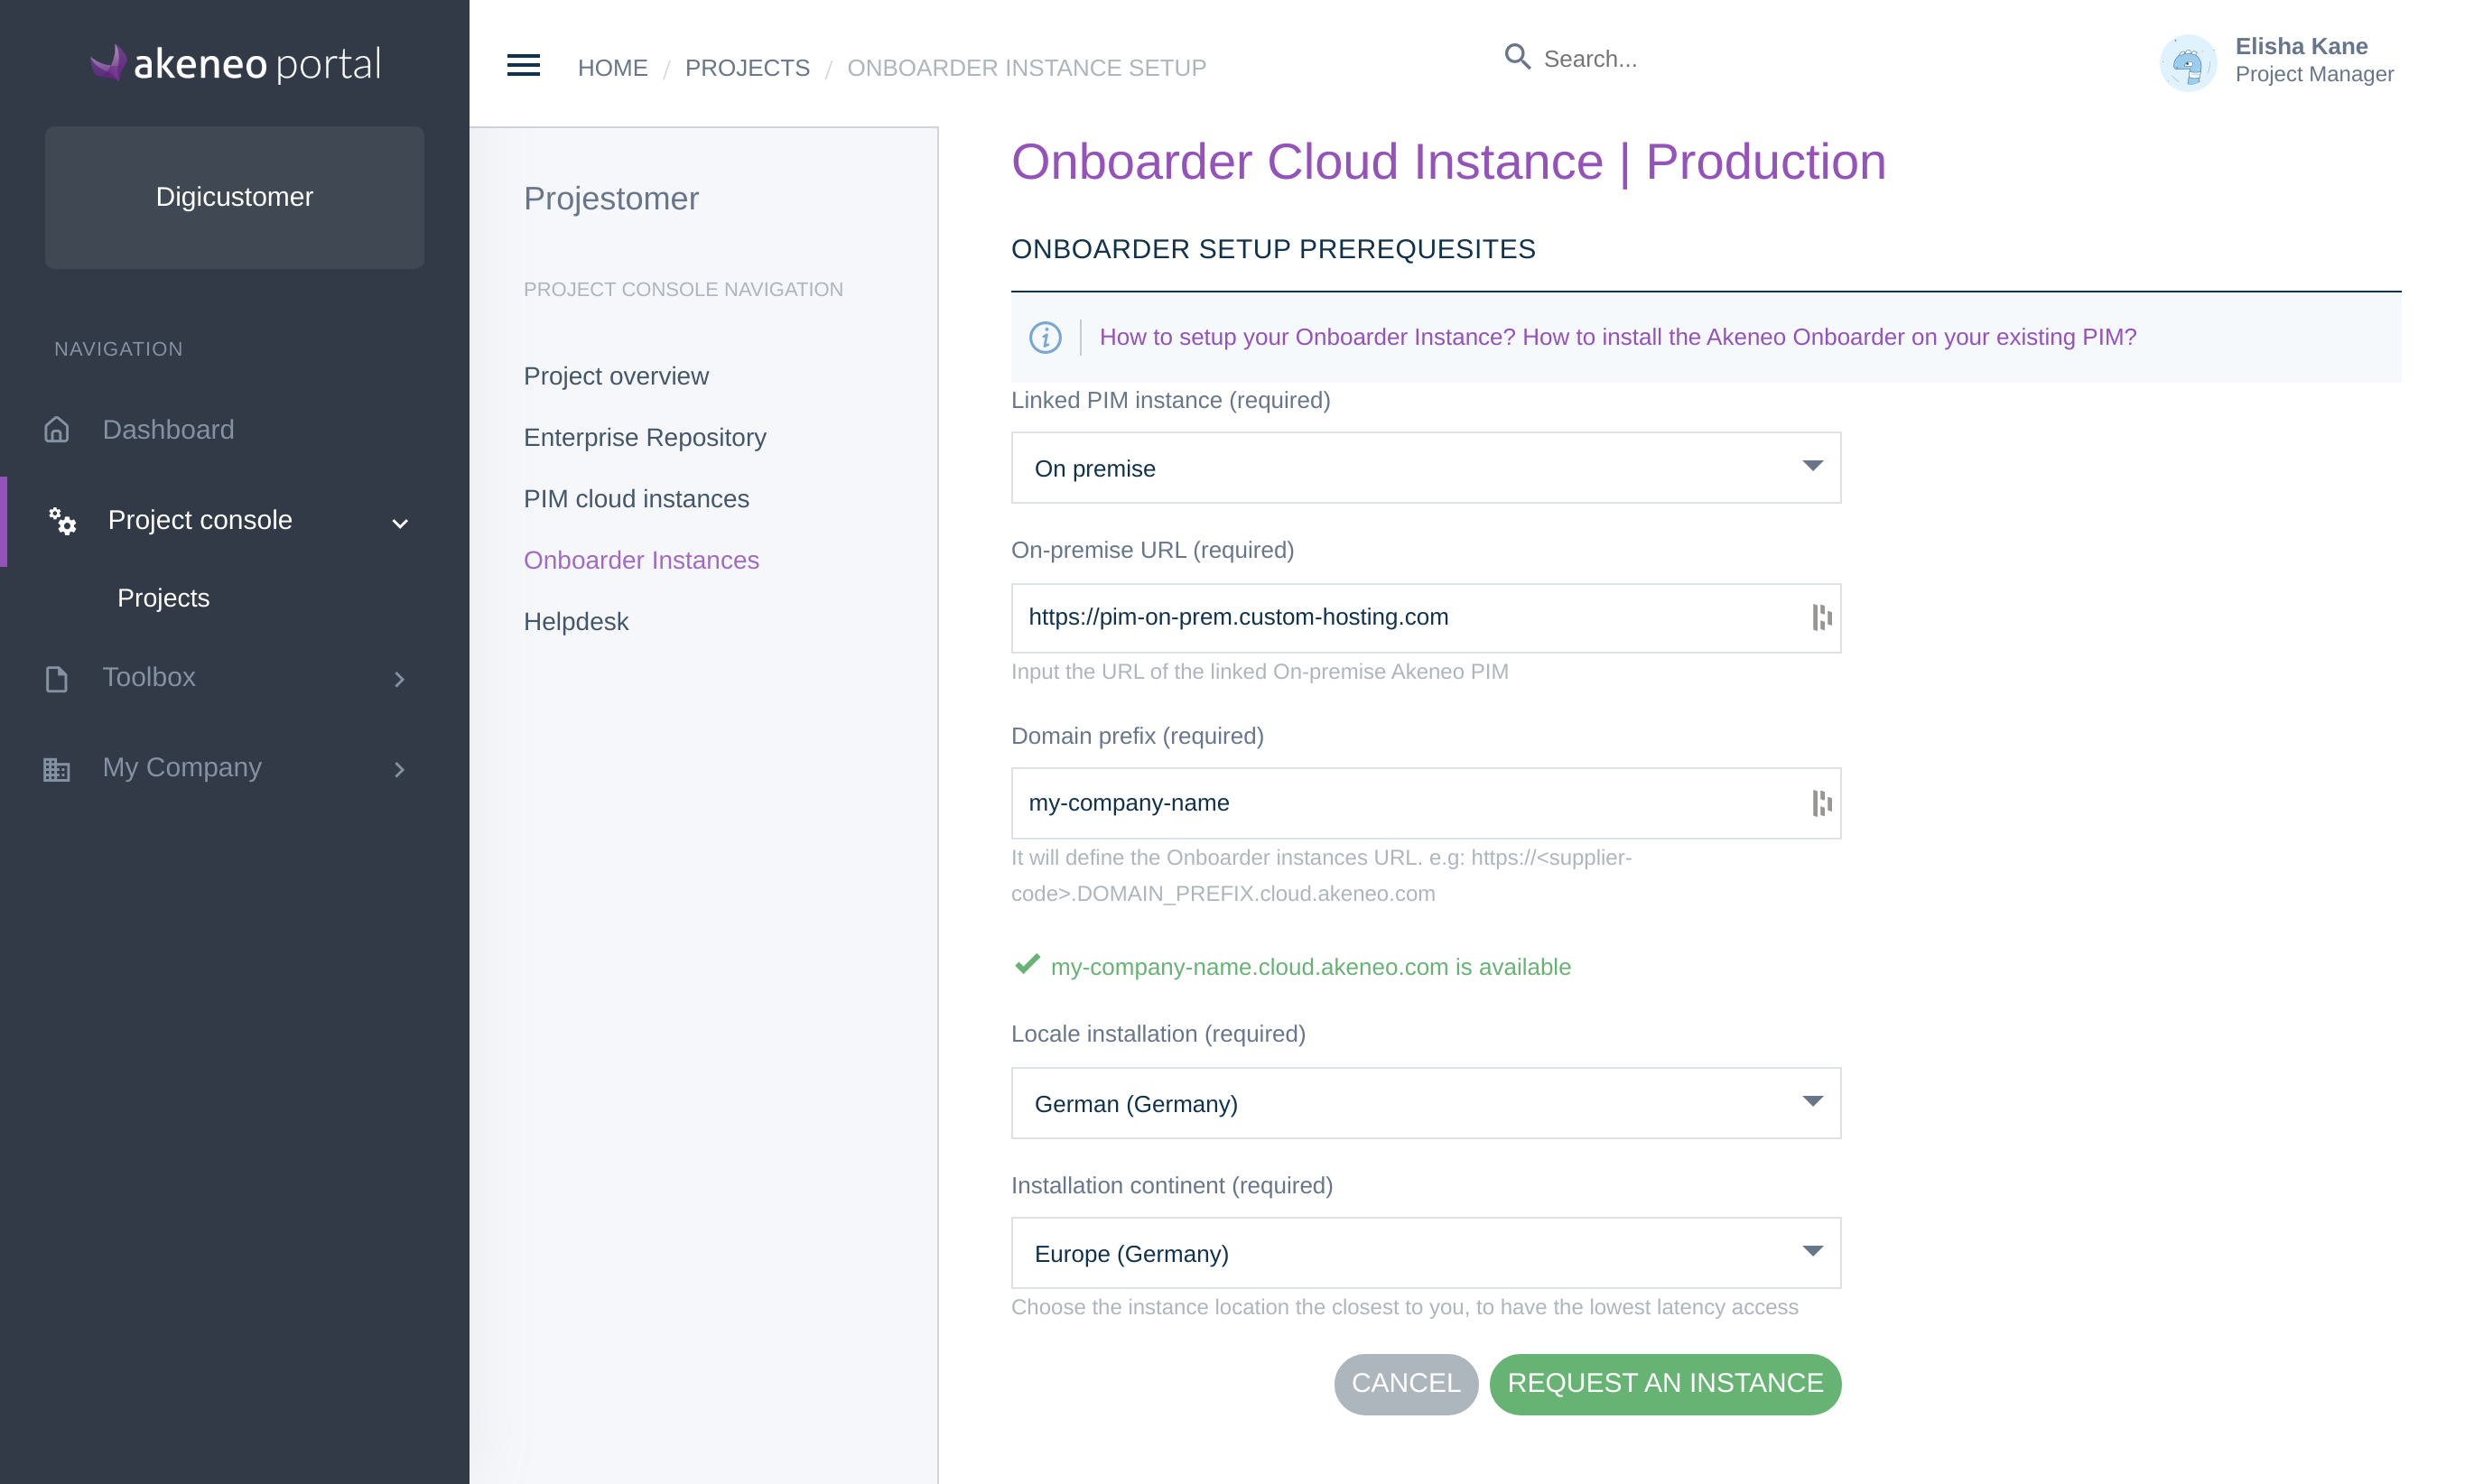 akeneo portal
Digicustomer
NAVIGATION
Dashboard
Project console
Projects
Toolbox
My Company
HOME / PROJECTS / ONBOARDER INSTANCE SETUP
Search...
Elisha Kane
Project Manager
Projestomer
PROJECT CONSOLE NAVIGATION
Project overview
Enterprise Repository
PIM cloud instances
Onboarder Instances
Helpdesk
Onboarder Cloud Instance | Production
ONBOARDER SETUP PREREQUESITES
How to setup your Onboarder Instance? How to install the Akeneo Onboarder on your existing PIM?
Linked PIM instance (required)
On premise
On-premise URL (required)
https://pim-on-prem.custom-hosting.com
Input the URL of the linked On-premise Akeneo PIM
Domain prefix (required)
my-company-name
It will define the Onboarder instances URL. e.g: https://<supplier-
code>.DOMAIN_PREFIX.cloud.akeneo.com
my-company-name.cloud.akeneo.com is available
Locale installation (required)
German (Germany)
Installation continent (required)
Europe (Germany)
Choose the instance location the closest to you, to have the lowest latency access
CANCEL
REQUEST AN INSTANCE